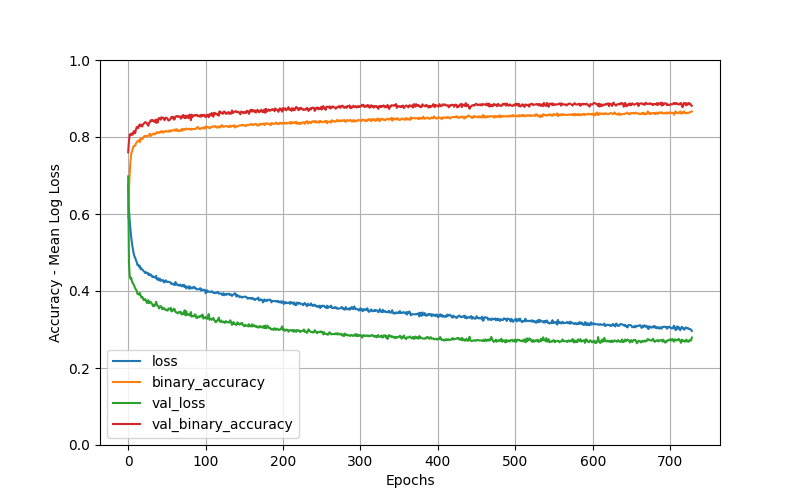 1.0
0.8
0.6
0.4
0.2
0.0
Accuracy - Mean Log Loss
loss
binary_accuracy
val_loss
val_binary_accuracy
0 100 200 300 400 500 600 700
Epochs